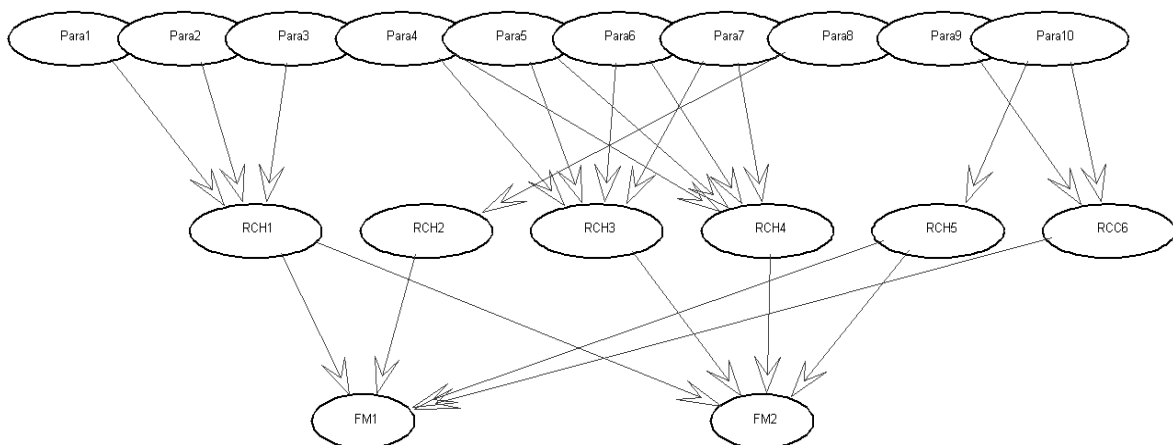 Para1 Para2 Para3 Para4 Para5 Para6 Para7 Para8 Para9 Para10
RCH1 RCH2 RCH3 RCH4 RCH5 RCC6
FM1 FM2